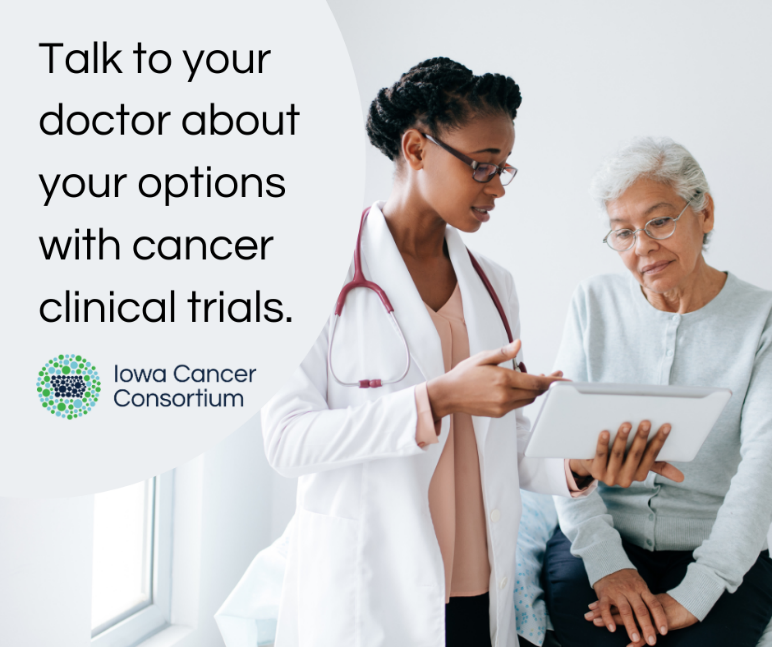 Talk to your
doctor about
your options
with cancer
clinical trials.
Iowa Cancer
Consortium